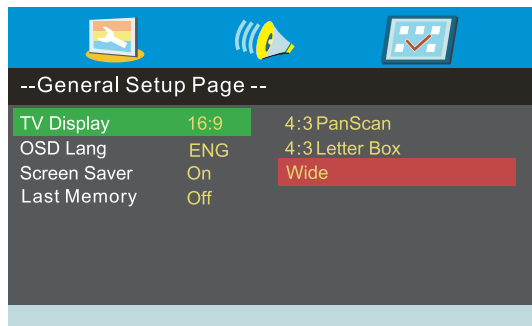 --General Setup Page --
TV Display 16:9 4:3 PanScan
OSD Lang ENG 4:3 Letter Box
Screen Saver On Wide
Last Memory Off